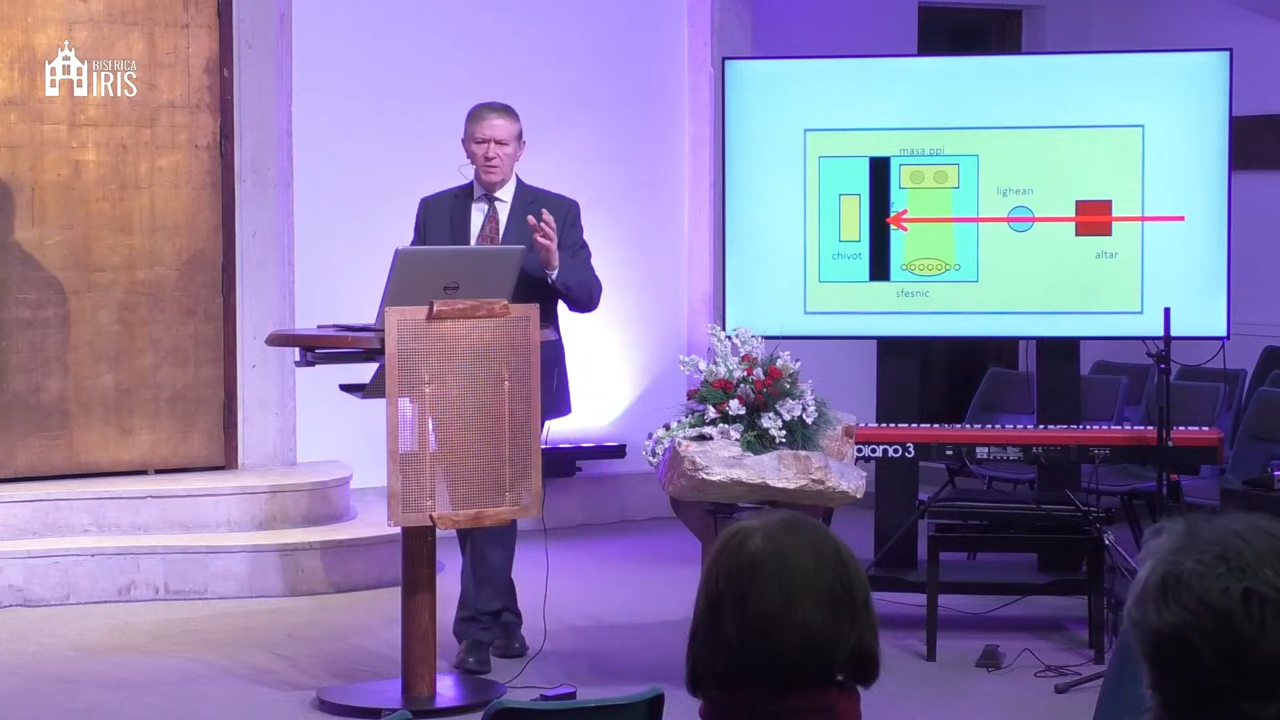 BISERICA
IRIS
masa.ppi
lighean
r
chivot
altar
sfesnic
piano 3